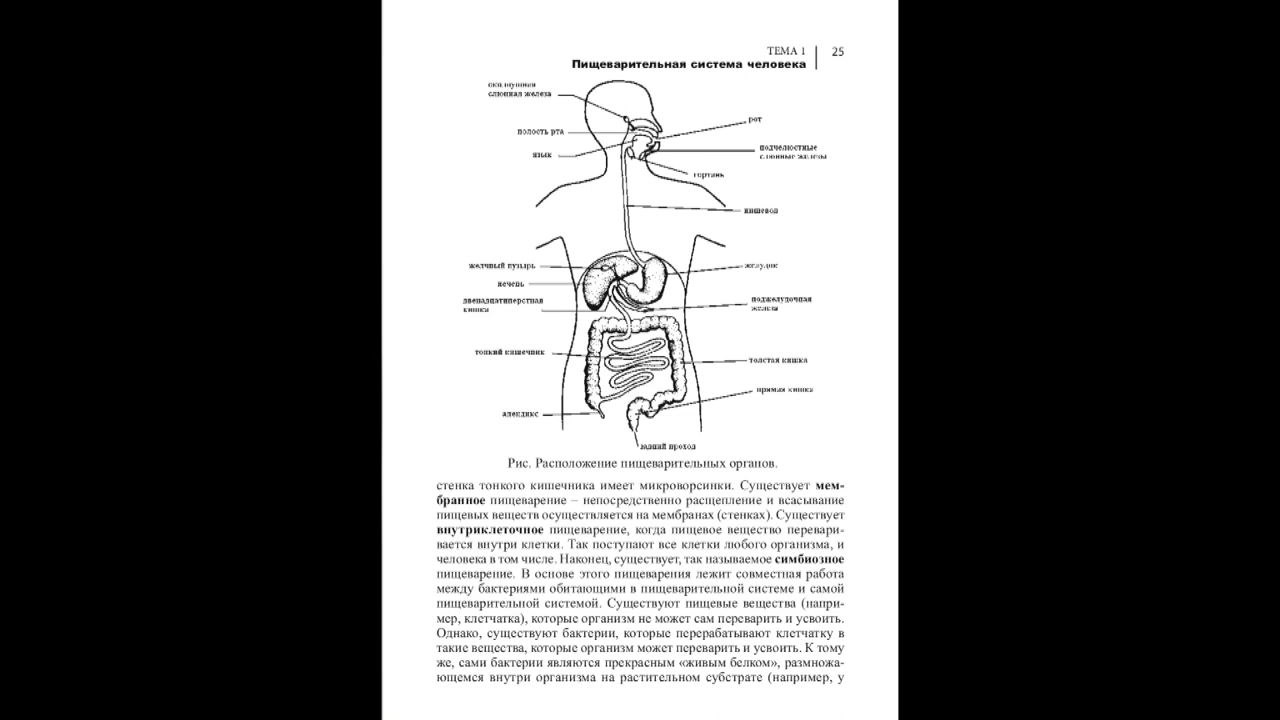 ТЕМА 1
25
Пищеварительная система человека
околоушная
слюнная железа
полость рта
язык
рот
подчелюстные
слюнные железы
гортань
пищевод
желчный пузырь
печень
двенадцатиперстная
кишка
желудок
поджелудочная
железа
тонкий кишечник
толстая кишка
прямая кишка
апендикс
задний проход
Рис. Расположение пищеварительных органов.
стенка тонкого кишечника имеет микроворсинки. Существует мем-
бранное пищеварение – непосредственно расщепление и всасывание
пищевых веществ осуществляется на мембранах (стенках). Существует
внутриклеточное пищеварение, когда пищевое вещество перевари-
вается внутри клетки. Так поступают все клетки любого организма, и
человека в том числе. Наконец, существует, так называемое симбиозное
пищеварение. В основе этого пищеварения лежит совместная работа
между бактериями обитающими в пищеварительной системе и самой
пищеварительной системой. Существуют пищевые вещества (напри-
мер, клетчатка), которые организм не может сам переварить и усвоить.
Однако, существуют бактерии, которые перерабатывают клетчатку в
такие вещества, которые организм может переварить и усвоить. К тому
же, сами бактерии являются прекрасным «живым белком», размножа-
ющемся внутри организма на растительном субстрате (например, у